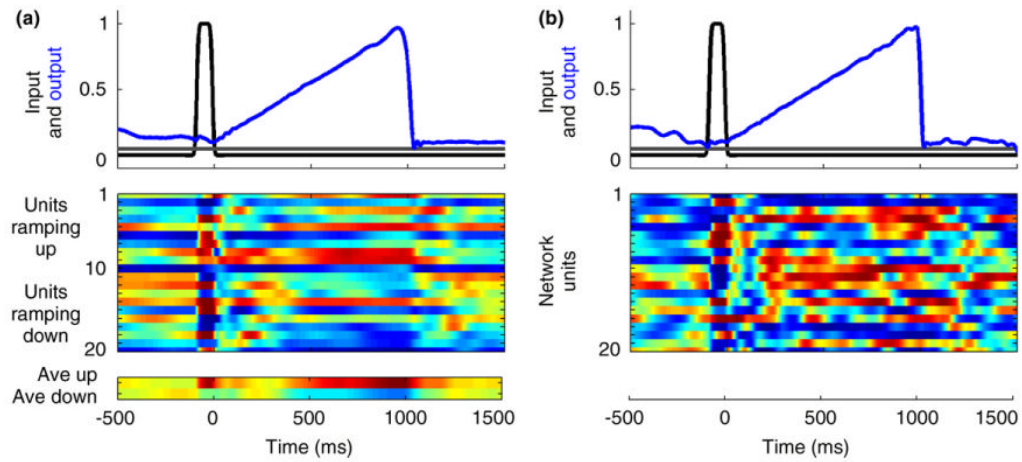 (a)
1
0.5
0
Input
and output
1
10
20
Units
ramping
up
Units
ramping
down
Ave up
Ave down
-500
0
500
1000
1500
Time (ms)
(b)
1
0.5
0
Input
and output
1
20
Network
units
-500
0
500
1000
1500
Time (ms)